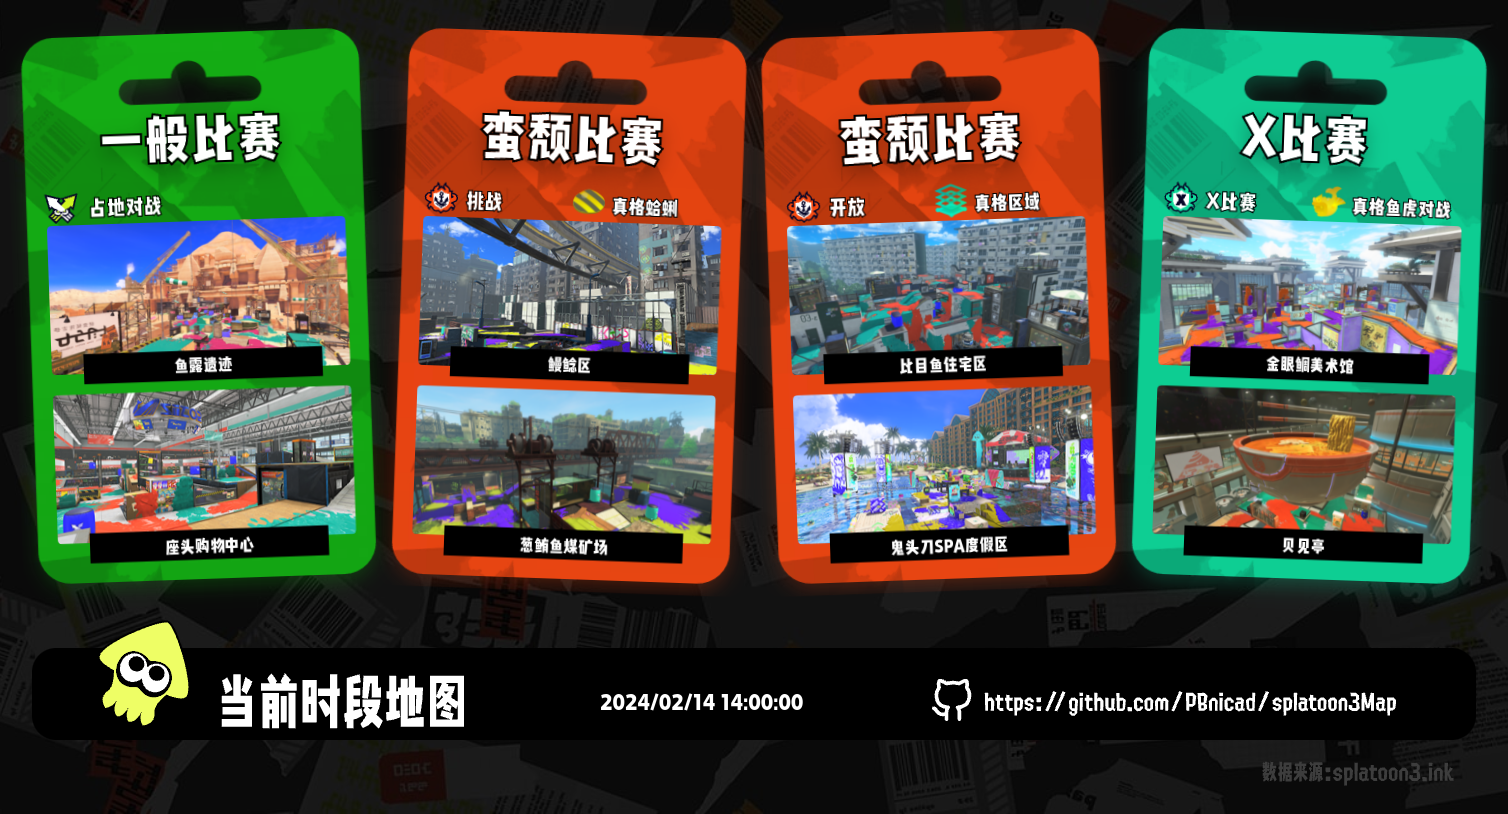 一般比赛
占地对战
鱼露遗迹
座头购物中心
蛮颓比赛
挑战
真格蛤蜊
鳗鲶区
葱鲔鱼煤矿场
蛮颓比赛
开放
真格区域
比目鱼住宅区
鬼头刀SPA度假区
X比赛
X比赛
真格鱼虎对战
金眼鲷美术馆
贝见亭
当前时段地图
2024/02/14 14:00:00
https://github.com/PBnicad/splatoon3Map
数据来源:splatoon3.ink